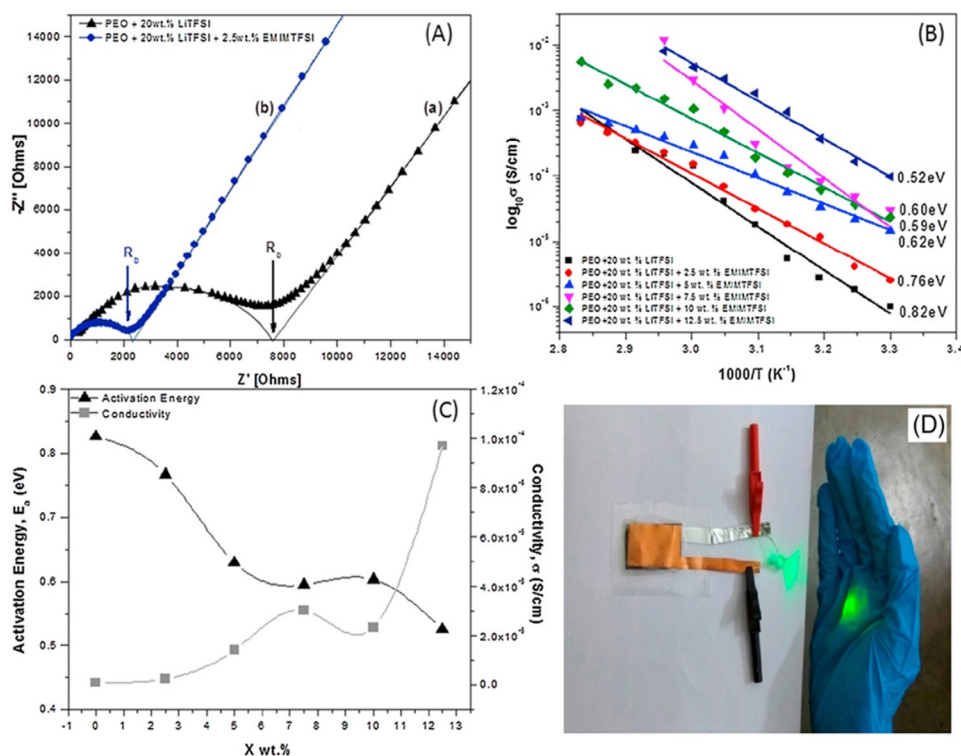 PEO + 20wt.% LiTFSI
PEO + 20wt.% LiTFSI + 2.5wt.% EMIMTFSI
(A)
(b)
(a)
R_b
R_b
14000
12000
10000
8000
6000
4000
2000
0
-Z'' [Ohms]
0 2000 4000 6000 8000 10000 12000 14000
Z' [Ohms]
(B)
10⁻²
10⁻³
10⁻⁴
10⁻⁵
10⁻⁶
log₁₀σ (S/cm)
0.52eV
0.60eV
0.59eV
0.62eV
0.76eV
0.82eV
PEO+20 wt. % LITFSI
PEO+20 wt. % LITFSI + 2.5 wt. % EMIMTFSI
PEO+20 wt. % LITFSI + 5 wt. % EMIMTFSI
PEO+20 wt. % LITFSI + 7.5 wt. % EMIMTFSI
PEO+20 wt. % LITFSI + 10 wt. % EMIMTFSI
PEO+20 wt. % LITFSI + 12.5 wt. % EMIMTFSI
2.8 2.9 3.0 3.1 3.2 3.3 3.4
1000/T (K⁻¹)
Activation Energy
Conductivity
(C)
0.9
0.8
0.7
0.6
0.5
0.4
Activation Energy, Eₐ (eV)
1.2x10⁻⁴
1.0x10⁻⁴
8.0x10⁻⁵
6.0x10⁻⁵
4.0x10⁻⁵
2.0x10⁻⁵
0.0
Conductivity, σ (S/cm)
-1 0 1 2 3 4 5 6 7 8 9 10 11 12 13
X wt.%
(D)